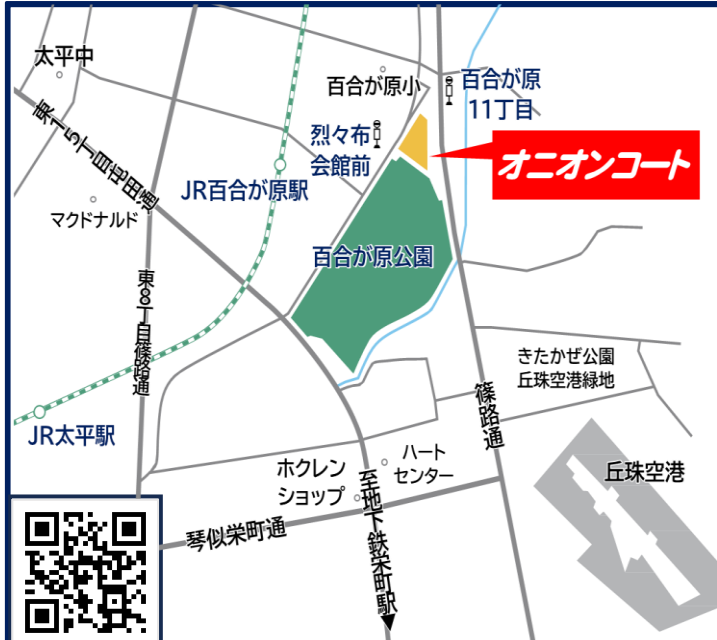 太平中
百合が原小
百合が原
11丁目
烈々布
会館前
オニオンコート
東15丁目屯田通
JR百合が原駅
マクドナルド
百合が原公園
東8丁目篠路通
きたかぜ公園
丘珠空港緑地
JR太平駅
篠路通
ハート
センター
ホクレン
ショップ
丘珠空港
琴似栄町通
至地下鉄栄町駅